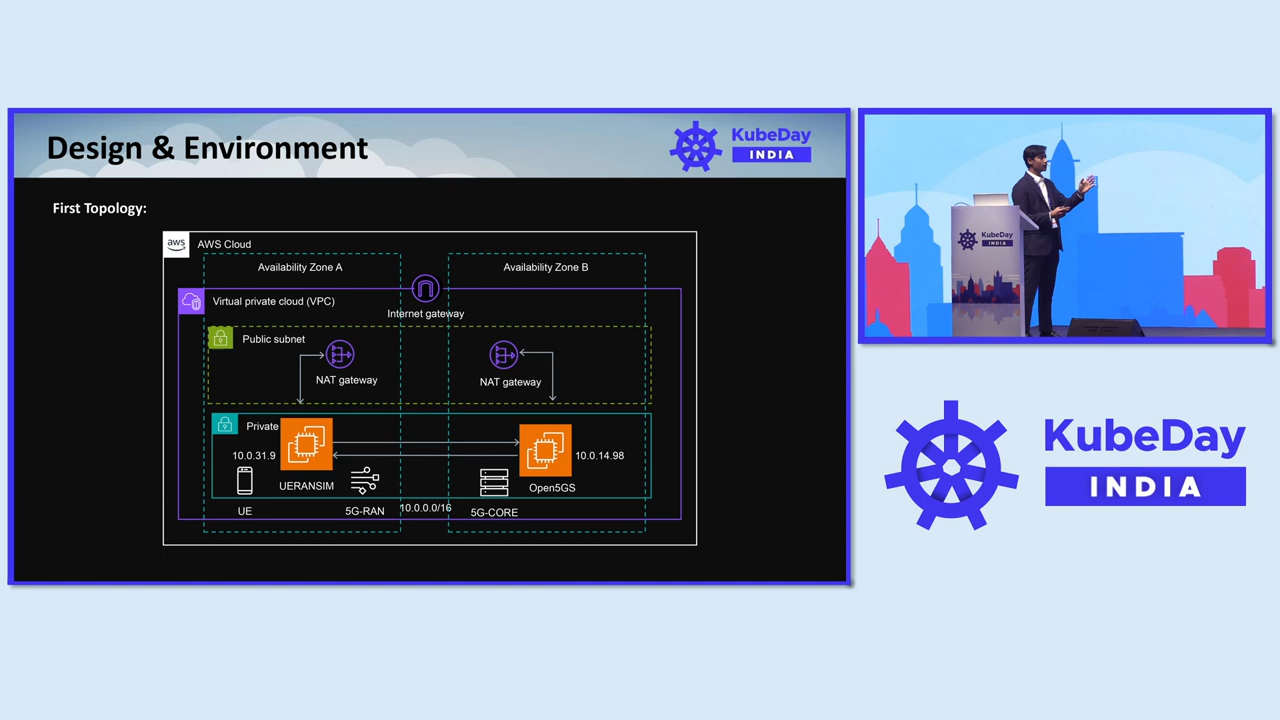 Design & Environment
KubeDay
INDIA
First Topology:
aws
AWS Cloud
Availability Zone A
Availability Zone B
Virtual private cloud (VPC)
Internet gateway
Public subnet
NAT gateway
NAT gateway
Private
10.0.31.9
10.0.14.98
UERANSIM
Open5GS
UE
5G-RAN
10.0.0.0/16
5G-CORE
KubeDay
INDIA
KubeDay
INDIA